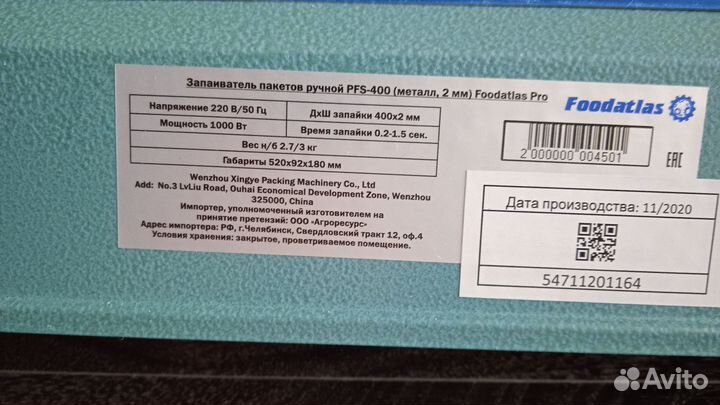 Запаиватель пакетов ручной PFS-400 (металл, 2 мм) Foodatlas Pro
Напряжение 220 В/50 Гц
ДхШ запайки 400х2 мм
Мощность 1000 Вт
Время запайки 0.2-1.5 сек.
Вес н/б 2.7/3 кг
Габариты 520х92х180 мм
Foodatlas
2 000000 004501
EAC
Wenzhou Xingye Packing Machinery Co., Ltd
Add: No.3 LvLiu Road, Ouhai Economical Development Zone, Wenzhou
325000, China
Импортер, уполномоченный изготовителем на
принятие претензий: ООО «Агроресурс»
Адрес импортера: РФ, г.Челябинск, Свердловский тракт 12, оф.4
Условия хранения: закрытое, проветриваемое помещение.
Дата производства: 11/2020
54711201164
Avito